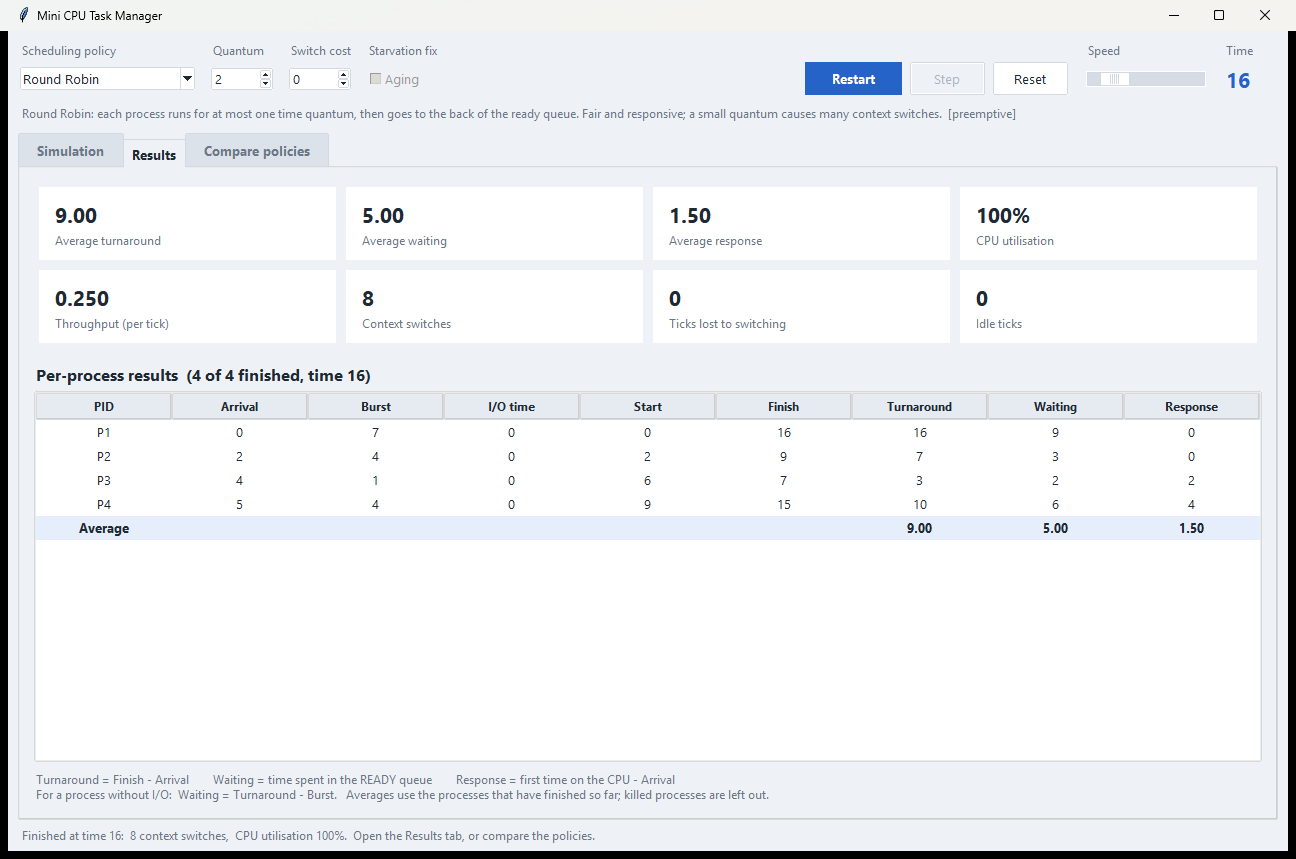 Mini CPU Task Manager
Scheduling policy Quantum Switch cost Starvation fix Speed Time
Round Robin 2 0 Aging Restart Step Reset 16
Round Robin: each process runs for at most one time quantum, then goes to the back of the ready queue. Fair and responsive; a small quantum causes many context switches. [preemptive]
Simulation Results Compare policies
9.00 5.00 1.50 100%
Average turnaround Average waiting Average response CPU utilisation
0.250 8 0 0
Throughput (per tick) Context switches Ticks lost to switching Idle ticks
Per-process results (4 of 4 finished, time 16)
PID Arrival Burst I/O time Start Finish Turnaround Waiting Response
P1 0 7 0 0 16 16 9 0
P2 2 4 0 2 9 7 3 0
P3 4 1 0 6 7 3 2 2
P4 5 4 0 9 15 10 6 4
Average 9.00 5.00 1.50
Turnaround = Finish - Arrival Waiting = time spent in the READY queue Response = first time on the CPU - Arrival
For a process without I/O: Waiting = Turnaround - Burst. Averages use the processes that have finished so far; killed processes are left out.
Finished at time 16: 8 context switches, CPU utilisation 100%. Open the Results tab, or compare the policies.